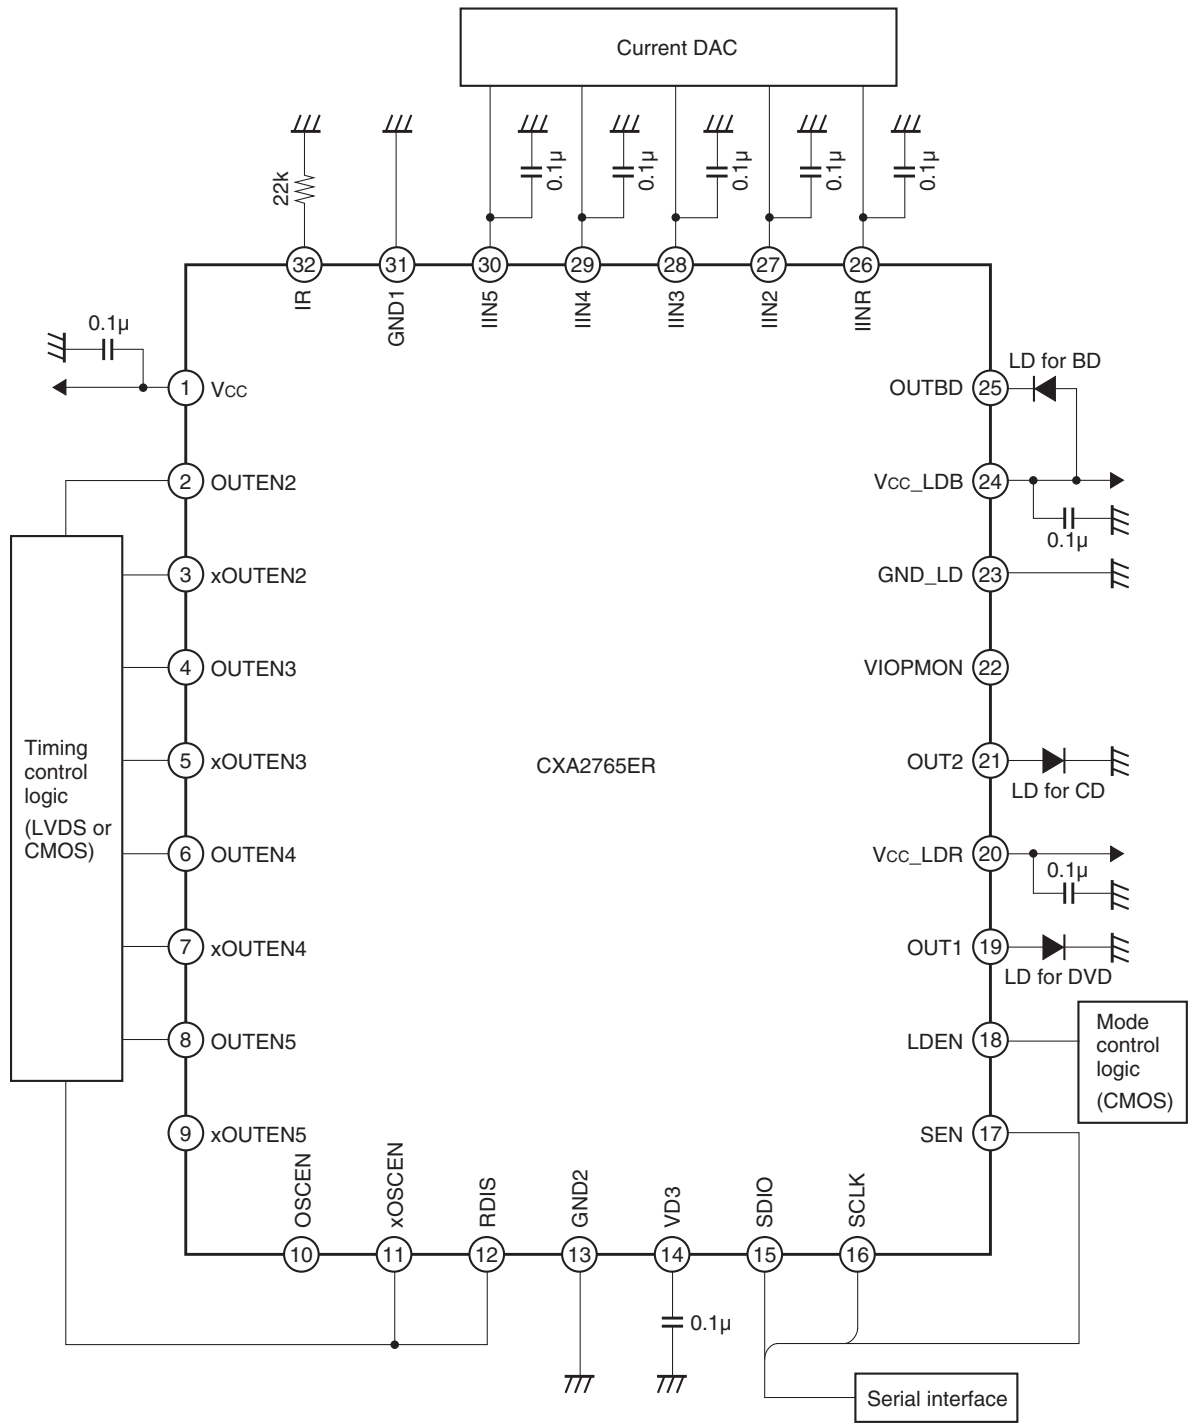 Current DAC
22k
0.1µ
0.1µ
0.1µ
0.1µ
0.1µ
32
31
30
29
28
27
26
IR
GND1
IIN5
IIN4
IIN3
IIN2
IINR
0.1µ
1 VCC
2 OUTEN2
3 xOUTEN2
4 OUTEN3
5 xOUTEN3
6 OUTEN4
7 xOUTEN4
8 OUTEN5
9 xOUTEN5
Timing
control
logic
(LVDS or
CMOS)
CXA2765ER
LD for BD
OUTBD 25
VCC_LDB 24
0.1µ
GND_LD 23
VIOPMON 22
OUT2 21
LD for CD
VCC_LDR 20
0.1µ
OUT1 19
LD for DVD
LDEN 18
Mode
control
logic
(CMOS)
SEN 17
OSCEN
xOSCEN
RDIS
GND2
VD3
SDIO
SCLK
10
11
12
13
14
15
16
0.1µ
Serial interface